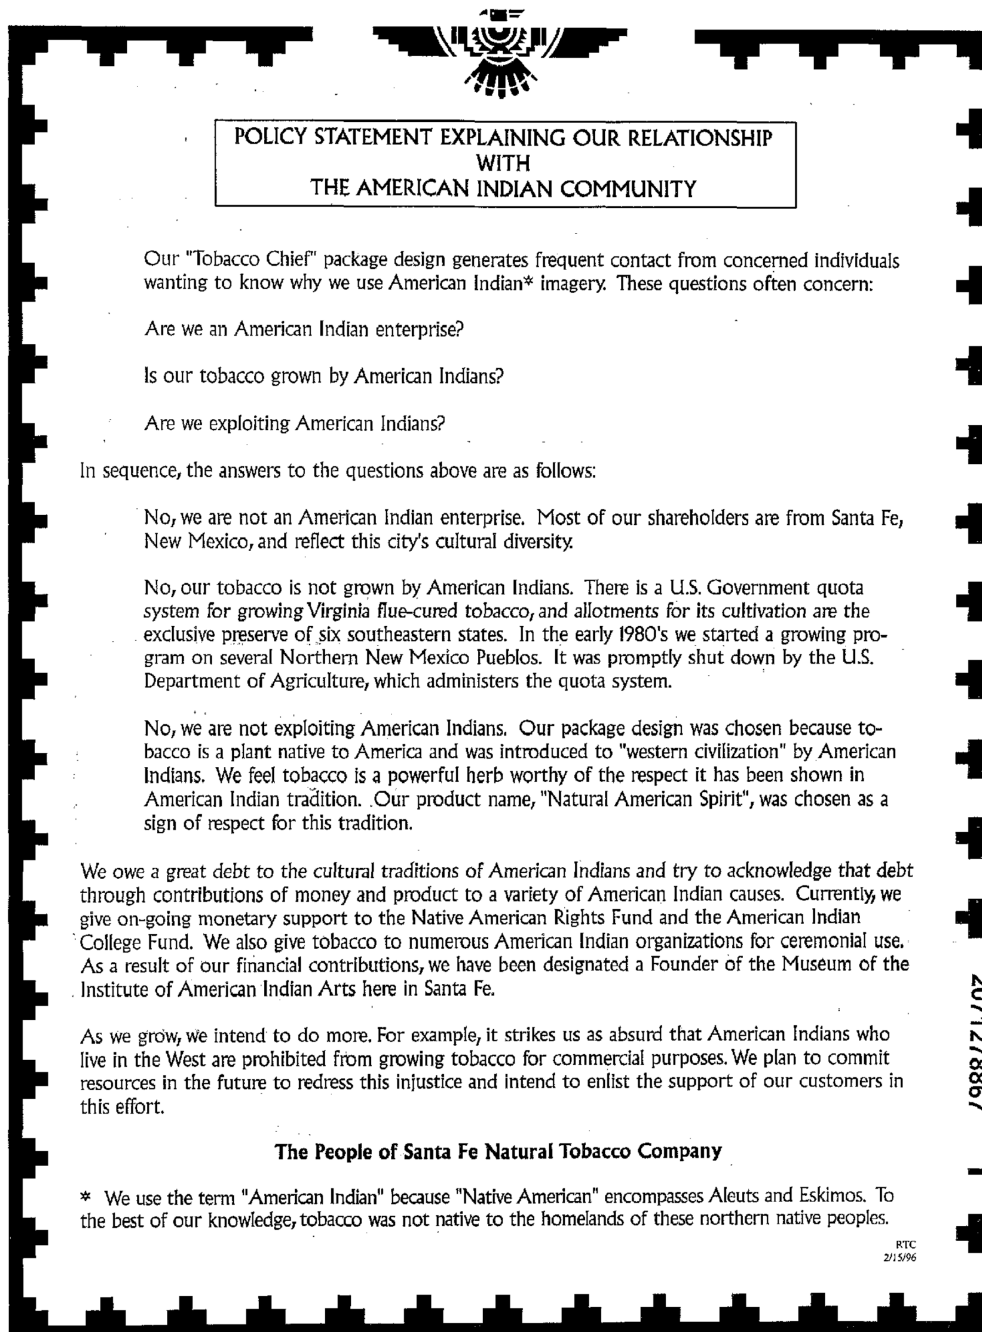 POLICY STATEMENT EXPLAINING OUR RELATIONSHIP
WITH
THE AMERICAN INDIAN COMMUNITY
Our "Tobacco Chief" package design generates frequent contact from concerned individuals
wanting to know why we use American Indian* imagery. These questions often concern:
Are we an American Indian enterprise?
Is our tobacco grown by American Indians?
Are we exploiting American Indians?
In sequence, the answers to the questions above are as follows:
No, we are not an American Indian enterprise. Most of our shareholders are from Santa Fe,
New Mexico, and reflect this city's cultural diversity.
No, our tobacco is not grown by American Indians. There is a U.S. Government quota
system for growing Virginia flue-cured tobacco, and allotments for its cultivation are the
exclusive preserve of six southeastern states. In the early 1980's we started a growing pro-
gram on several Northern New Mexico Pueblos. It was promptly shut down by the U.S.
Department of Agriculture, which administers the quota system.
No, we are not exploiting American Indians. Our package design was chosen because to-
bacco is a plant native to America and was introduced to "western civilization" by American
Indians. We feel tobacco is a powerful herb worthy of the respect it has been shown in
American Indian tradition. Our product name, "Natural American Spirit", was chosen as a
sign of respect for this tradition.
We owe a great debt to the cultural traditions of American Indians and try to acknowledge that debt
through contributions of money and product to a variety of American Indian causes. Currently, we
give on-going monetary support to the Native American Rights Fund and the American Indian
College Fund. We also give tobacco to numerous American Indian organizations for ceremonial use.
As a result of our financial contributions, we have been designated a Founder of the Museum of the
Institute of American Indian Arts here in Santa Fe.
As we grow, we intend to do more. For example, it strikes us as absurd that American Indians who
live in the West are prohibited from growing tobacco for commercial purposes. We plan to commit
resources in the future to redress this injustice and intend to enlist the support of our customers in
this effort.
The People of Santa Fe Natural Tobacco Company
* We use the term "American Indian" because "Native American" encompasses Aleuts and Eskimos. To
the best of our knowledge, tobacco was not native to the homelands of these northern native peoples.
RTC
2/15/96